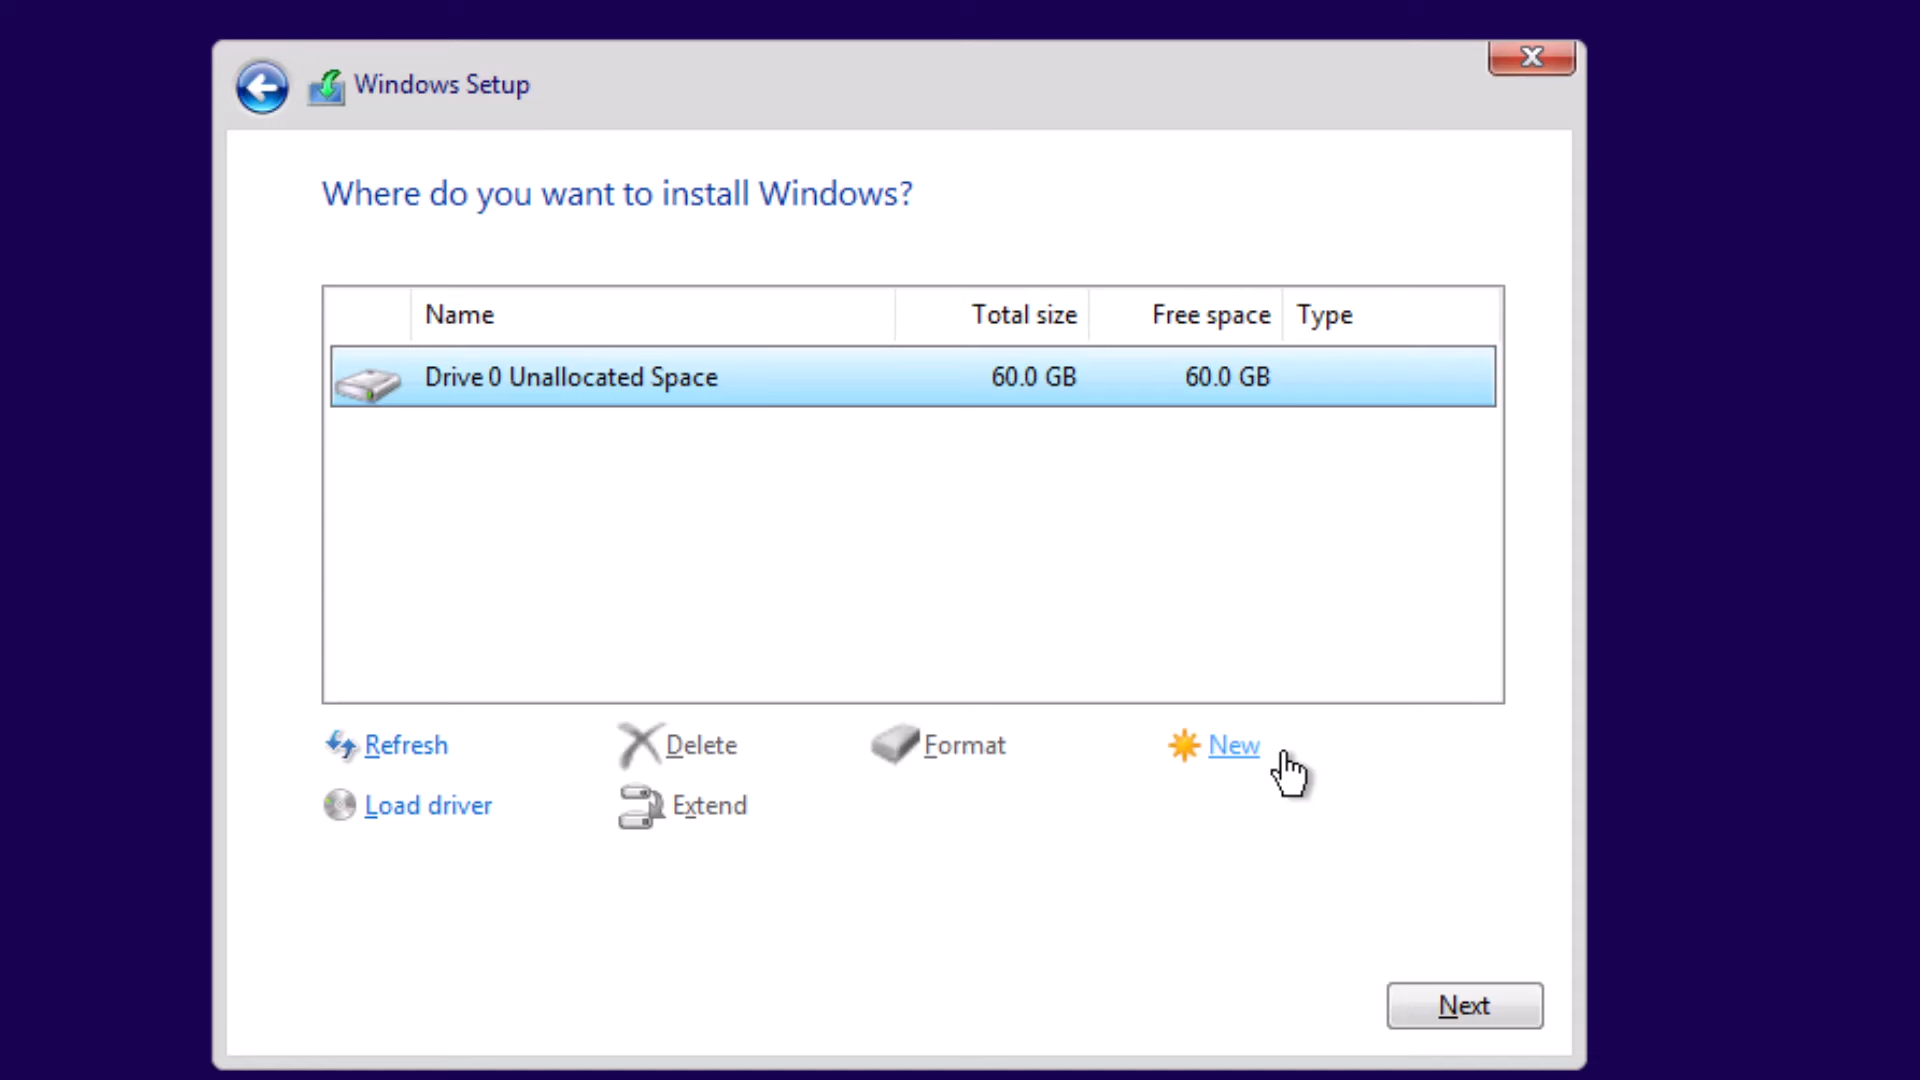 Windows Setup
Where do you want to install Windows?
Name Total size Free space Type
Drive 0 Unallocated Space 60.0 GB 60.0 GB
Refresh Delete Format New
Load driver Extend
Next